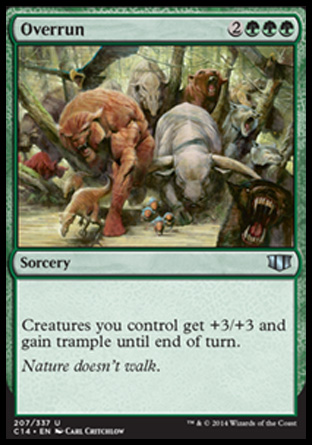 Overrun 2
Sorcery
Creatures you control get +3/+3 and
gain trample until end of turn.
Nature doesn't walk.
207/337 U
C14 • EN Carl Critchlow ™ & © 2014 Wizards of the Coast